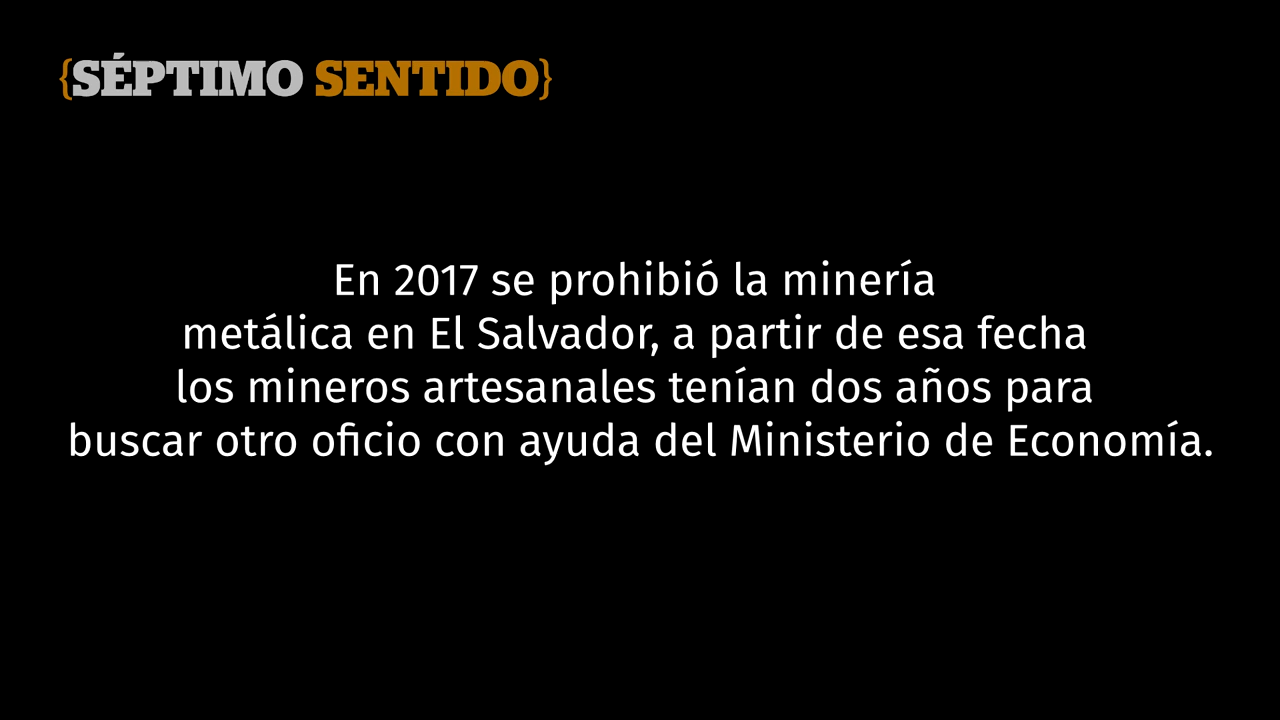 {SÉPTIMO SENTIDO}
En 2017 se prohibió la minería
metálica en El Salvador, a partir de esa fecha
los mineros artesanales tenían dos años para
buscar otro oficio con ayuda del Ministerio de Economía.